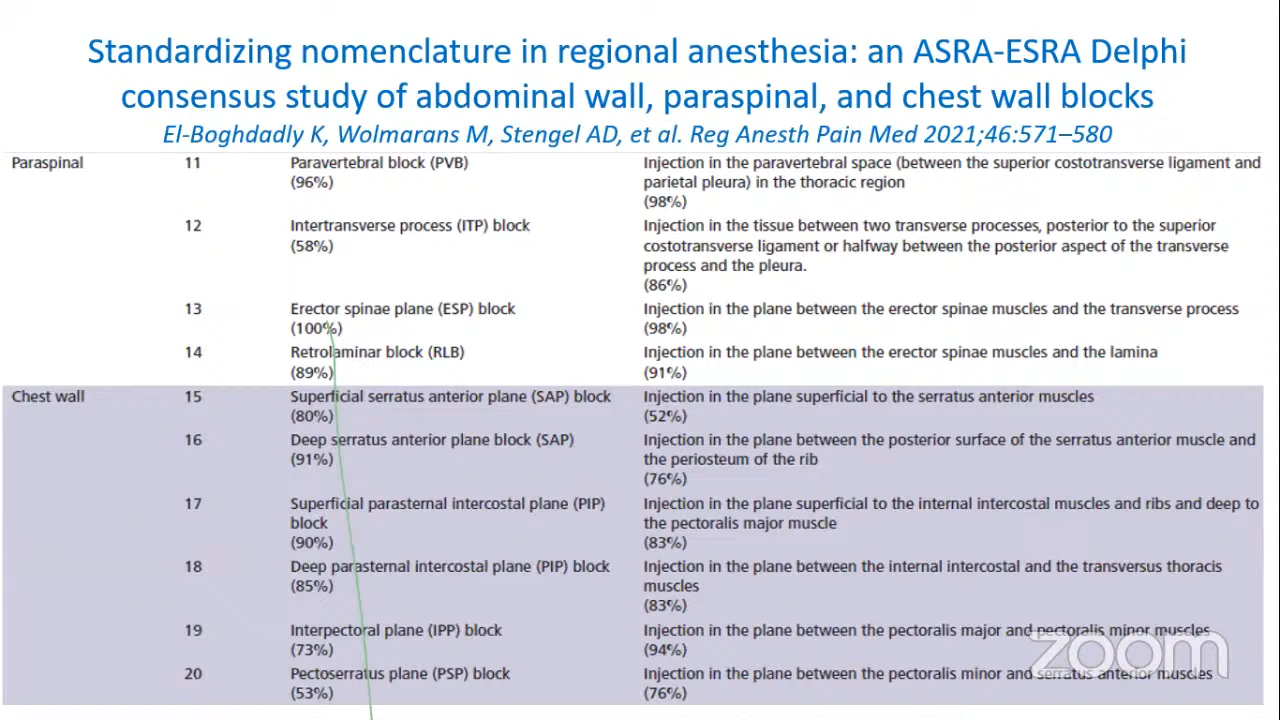 Standardizing nomenclature in regional anesthesia: an ASRA-ESRA Delphi
consensus study of abdominal wall, paraspinal, and chest wall blocks
El-Boghdadly K, Wolmarans M, Stengel AD, et al. Reg Anesth Pain Med 2021;46:571–580
Paraspinal 11 Paravertebral block (PVB) Injection in the paravertebral space (between the superior costotransverse ligament and
(96%) parietal pleura) in the thoracic region
(98%)
12 Intertransverse process (ITP) block Injection in the tissue between two transverse processes, posterior to the superior
(58%) costotransverse ligament or halfway between the posterior aspect of the transverse
process and the pleura.
(86%)
13 Erector spinae plane (ESP) block Injection in the plane between the erector spinae muscles and the transverse process
(100%) (98%)
14 Retrolaminar block (RLB) Injection in the plane between the erector spinae muscles and the lamina
(89%) (91%)
Chest wall 15 Superficial serratus anterior plane (SAP) block Injection in the plane superficial to the serratus anterior muscles
(80%) (52%)
16 Deep serratus anterior plane block (SAP) Injection in the plane between the posterior surface of the serratus anterior muscle and
(91%) the periosteum of the rib
(76%)
17 Superficial parasternal intercostal plane (PIP) Injection in the plane superficial to the internal intercostal muscles and ribs and deep to
block the pectoralis major muscle
(90%) (83%)
18 Deep parasternal intercostal plane (PIP) block Injection in the plane between the internal intercostal and the transversus thoracis
(85%) muscles
(83%)
19 Interpectoral plane (IPP) block Injection in the plane between the pectoralis major and pectoralis minor muscles
(73%) (94%)
20 Pectoserratus plane (PSP) block Injection in the plane between the pectoralis minor and serratus anterior muscles
(53%) (76%)
zoom